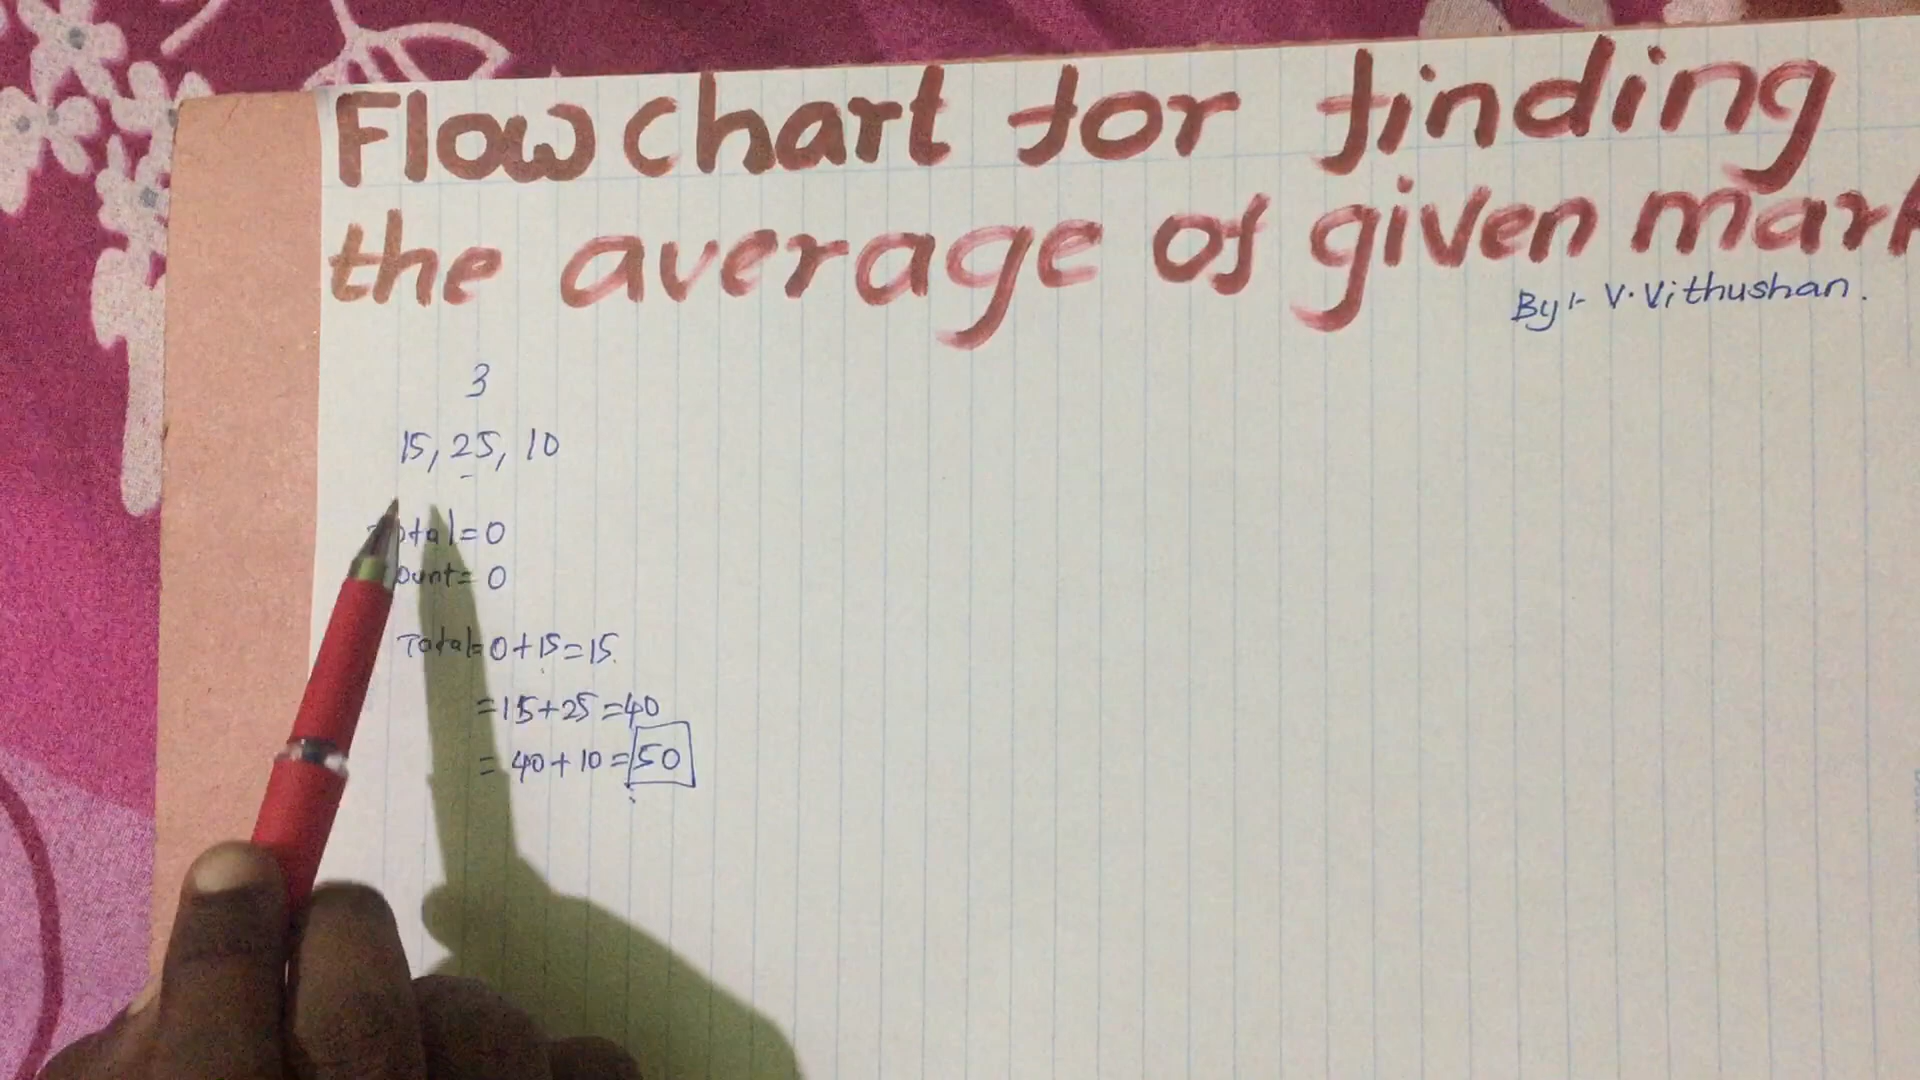 Flow chart for finding
the average of given
By:- V.Vithushan.
3
15, 25, 10
=0
= 0
Total=0+15=15
=15+25=40
=40+10=50